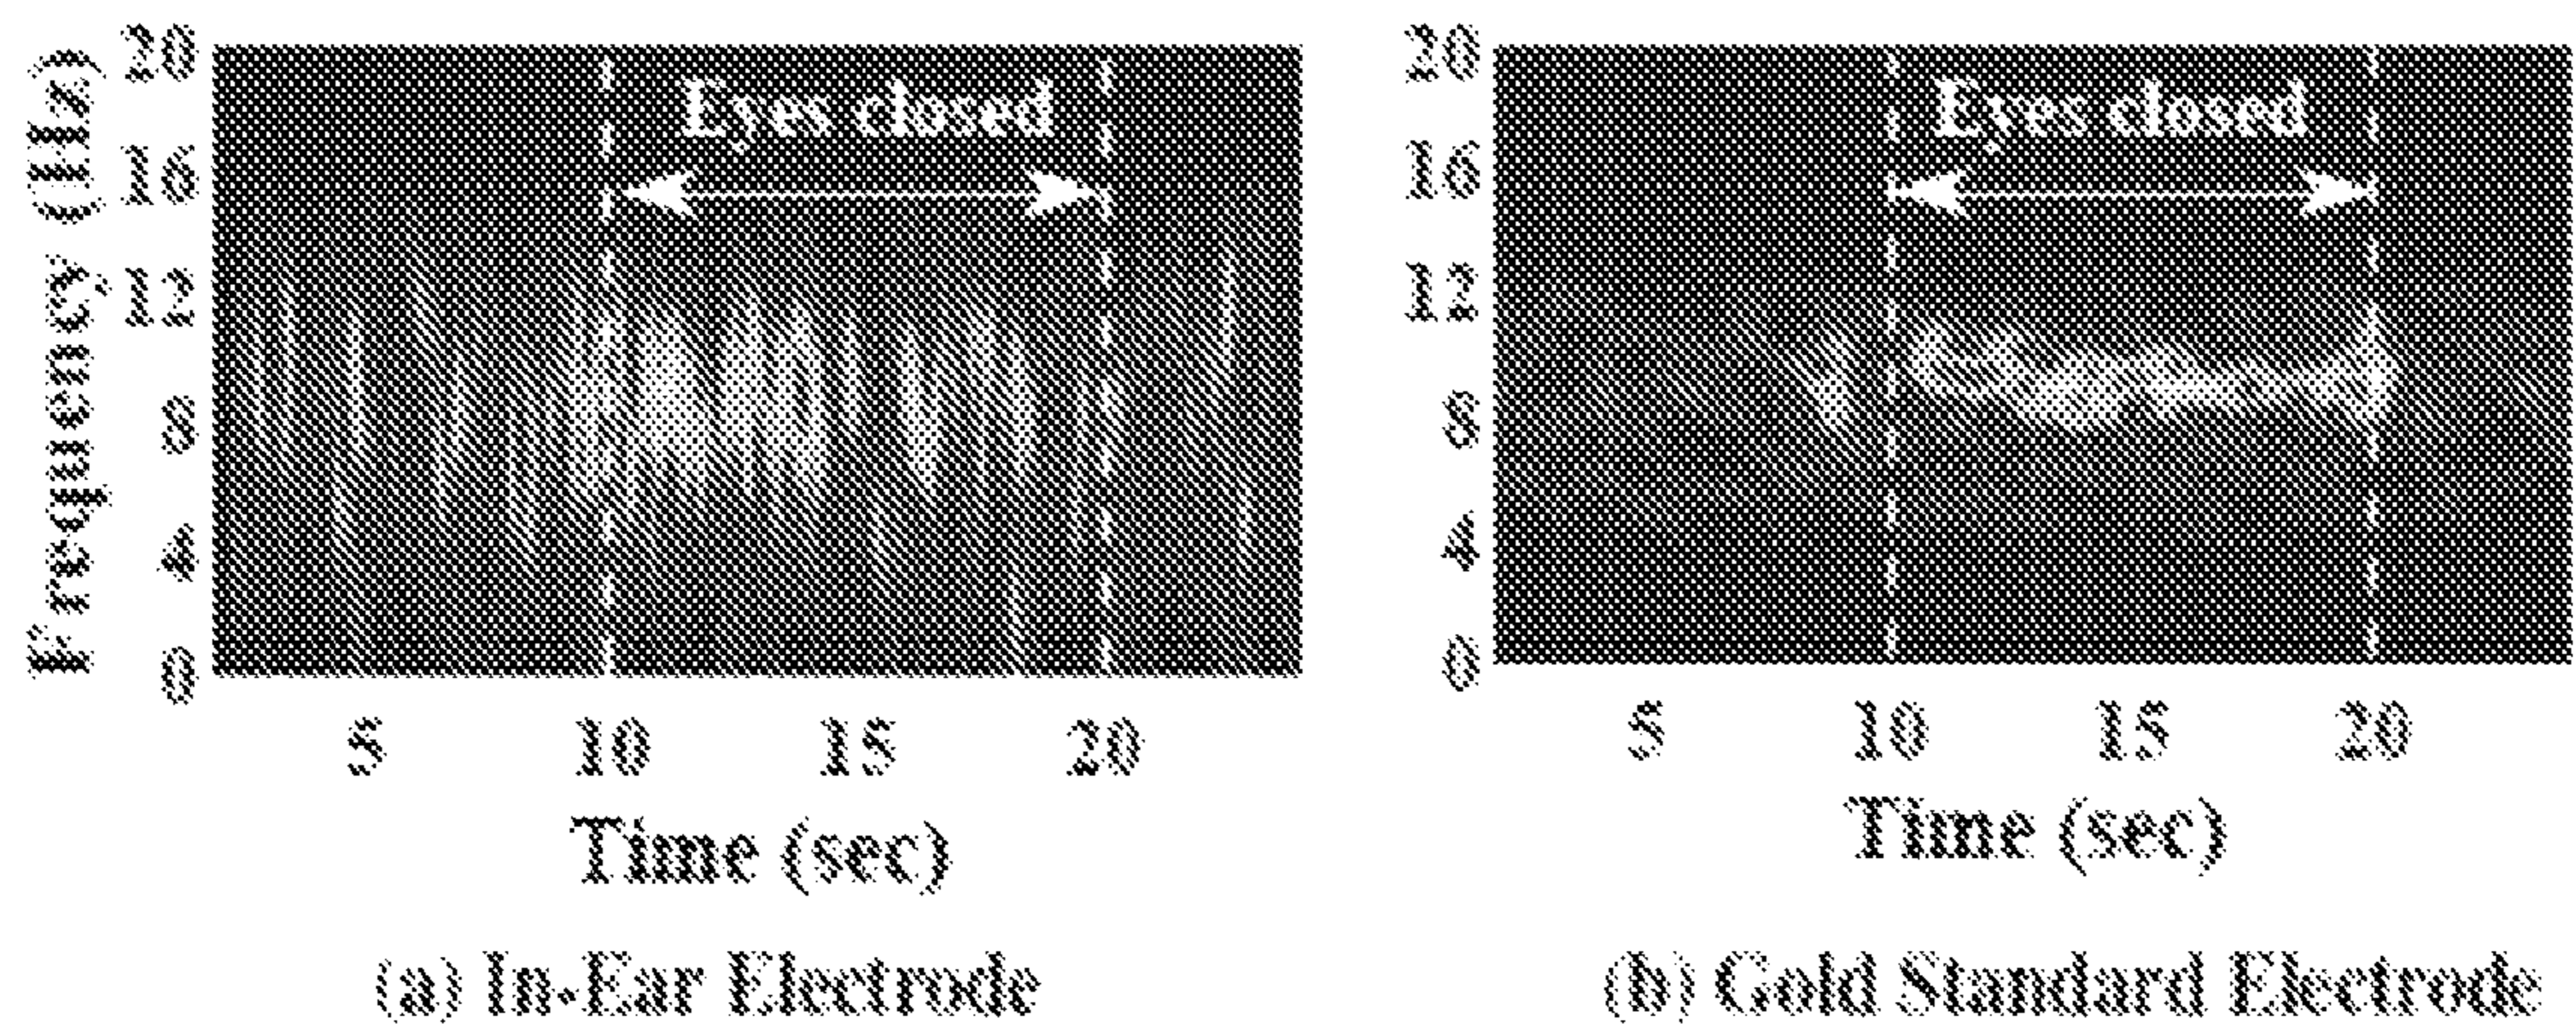 Frequency (Hz)
20
16
12
8
4
0
Eyes closed
5 10 15 20
Time (sec)
(a) In-Ear Electrode
20
16
12
8
4
0
Eyes closed
5 10 15 20
Time (sec)
(b) Gold Standard Electrode